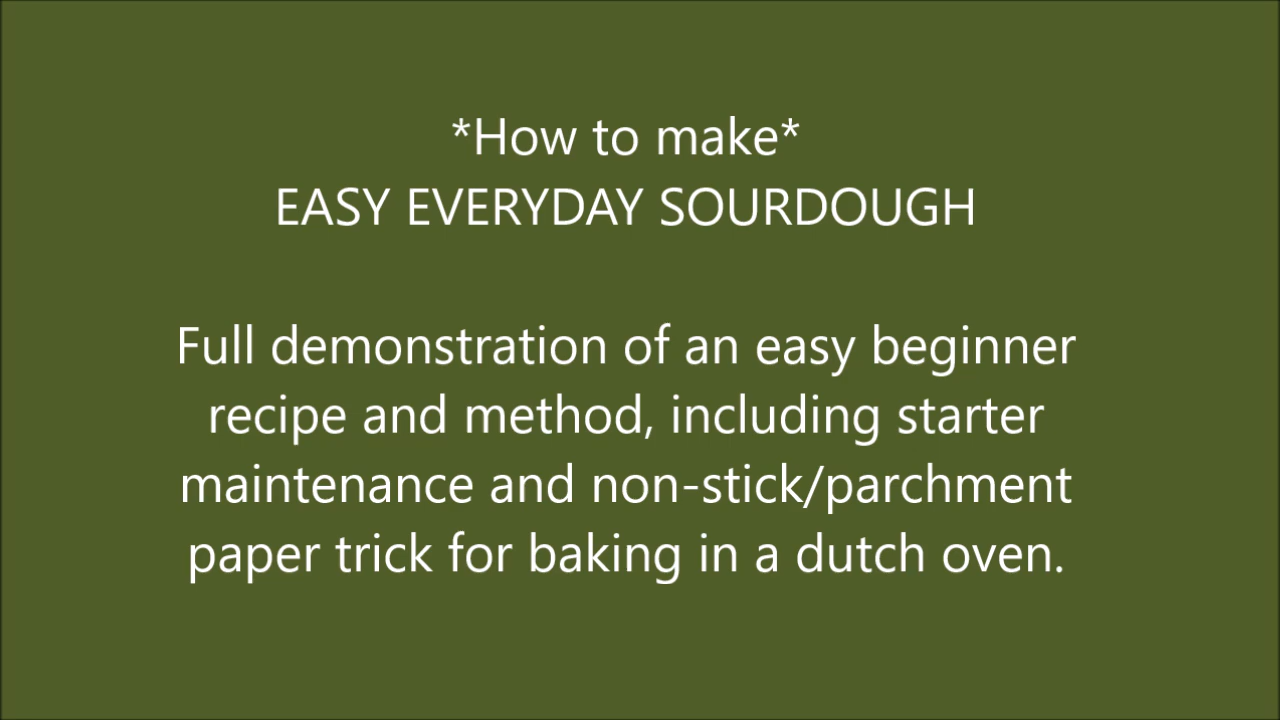 *How to make*
EASY EVERYDAY SOURDOUGH
Full demonstration of an easy beginner
recipe and method, including starter
maintenance and non-stick/parchment
paper trick for baking in a dutch oven.